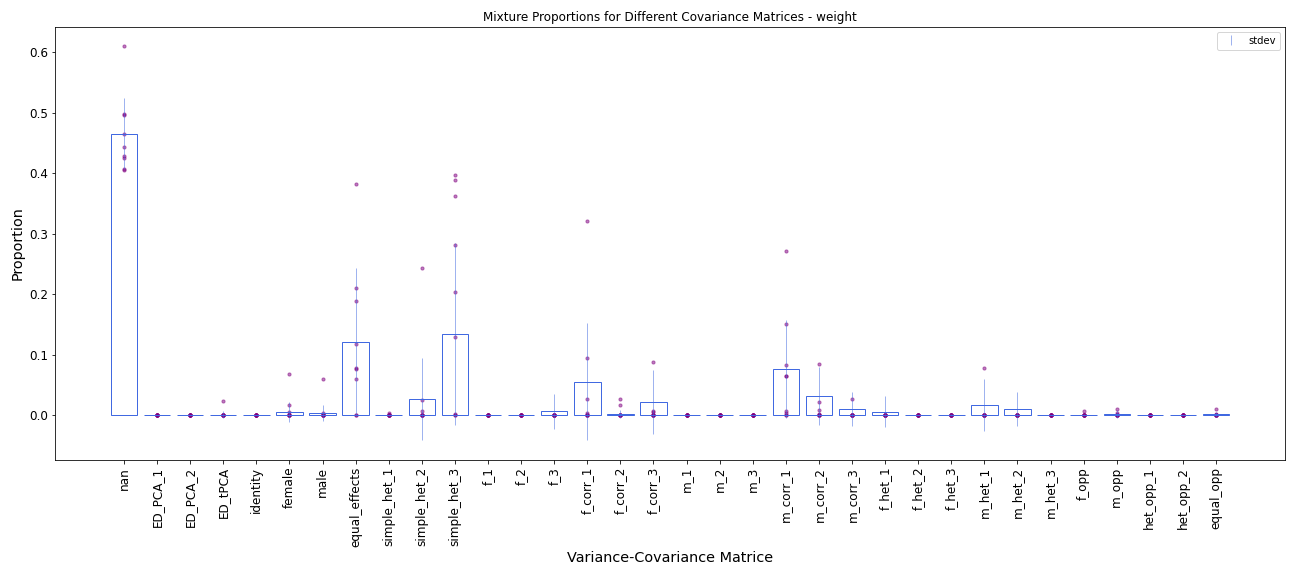 Mixture Proportions for Different Covariance Matrices - weight
stdev
Proportion
0.6
0.5
0.4
0.3
0.2
0.1
0.0
nan
ED_PCA_1
ED_PCA_2
ED_tPCA
identity
female
male
equal_effects
simple_het_1
simple_het_2
simple_het_3
f_1
f_2
f_3
f_corr_1
f_corr_2
f_corr_3
m_1
m_2
m_3
m_corr_1
m_corr_2
m_corr_3
f_het_1
f_het_2
f_het_3
m_het_1
m_het_2
m_het_3
f_opp
m_opp
het_opp_1
het_opp_2
equal_opp
Variance-Covariance Matrice